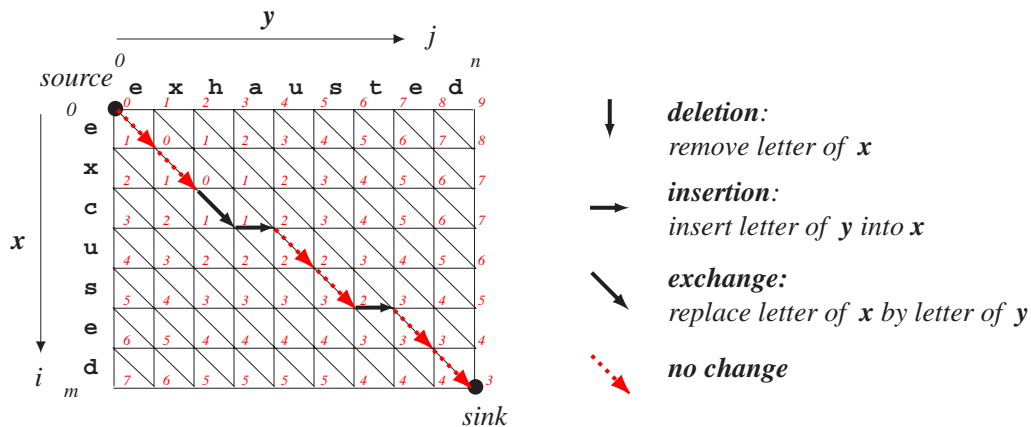 y
j
0
n
source
e x h a u s t e d
0 0 1 2 3 4 5 6 7 8 9
e
1 0 1 2 3 4 5 6 7 8
x
2 1 0 1 2 3 4 5 6 7
c
3 2 1 1 2 3 4 5 6 7
x
u
4 3 2 2 2 2 3 4 5 6
s
5 4 3 3 3 3 2 3 4 5
e
6 5 4 4 4 4 3 3 3 4
i
d
m
7 6 5 5 5 5 4 4 4 3
sink
deletion:
remove letter of x
insertion:
insert letter of y into x
exchange:
replace letter of x by letter of y
no change